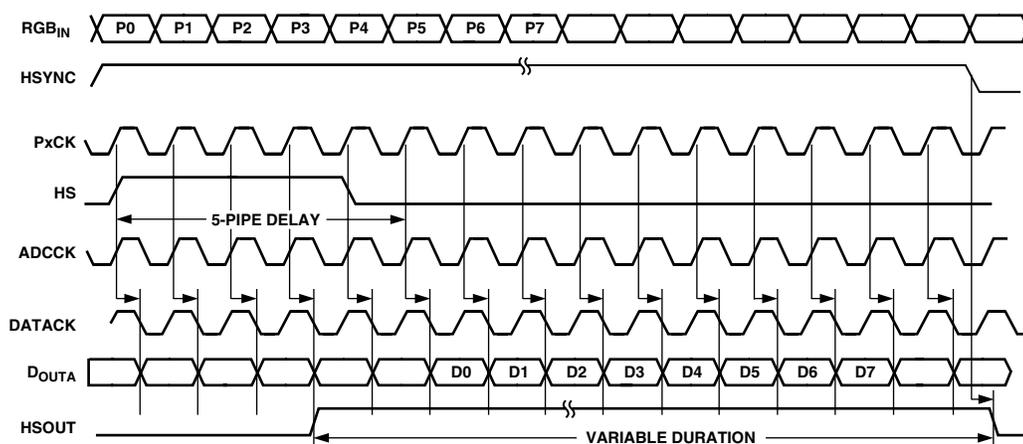 RGBIN P0 P1 P2 P3 P4 P5 P6 P7
HSYNC
PxCK
HS
5-PIPE DELAY
ADCCK
DATACK
DOUTA D0 D1 D2 D3 D4 D5 D6 D7
HSOUT
VARIABLE DURATION